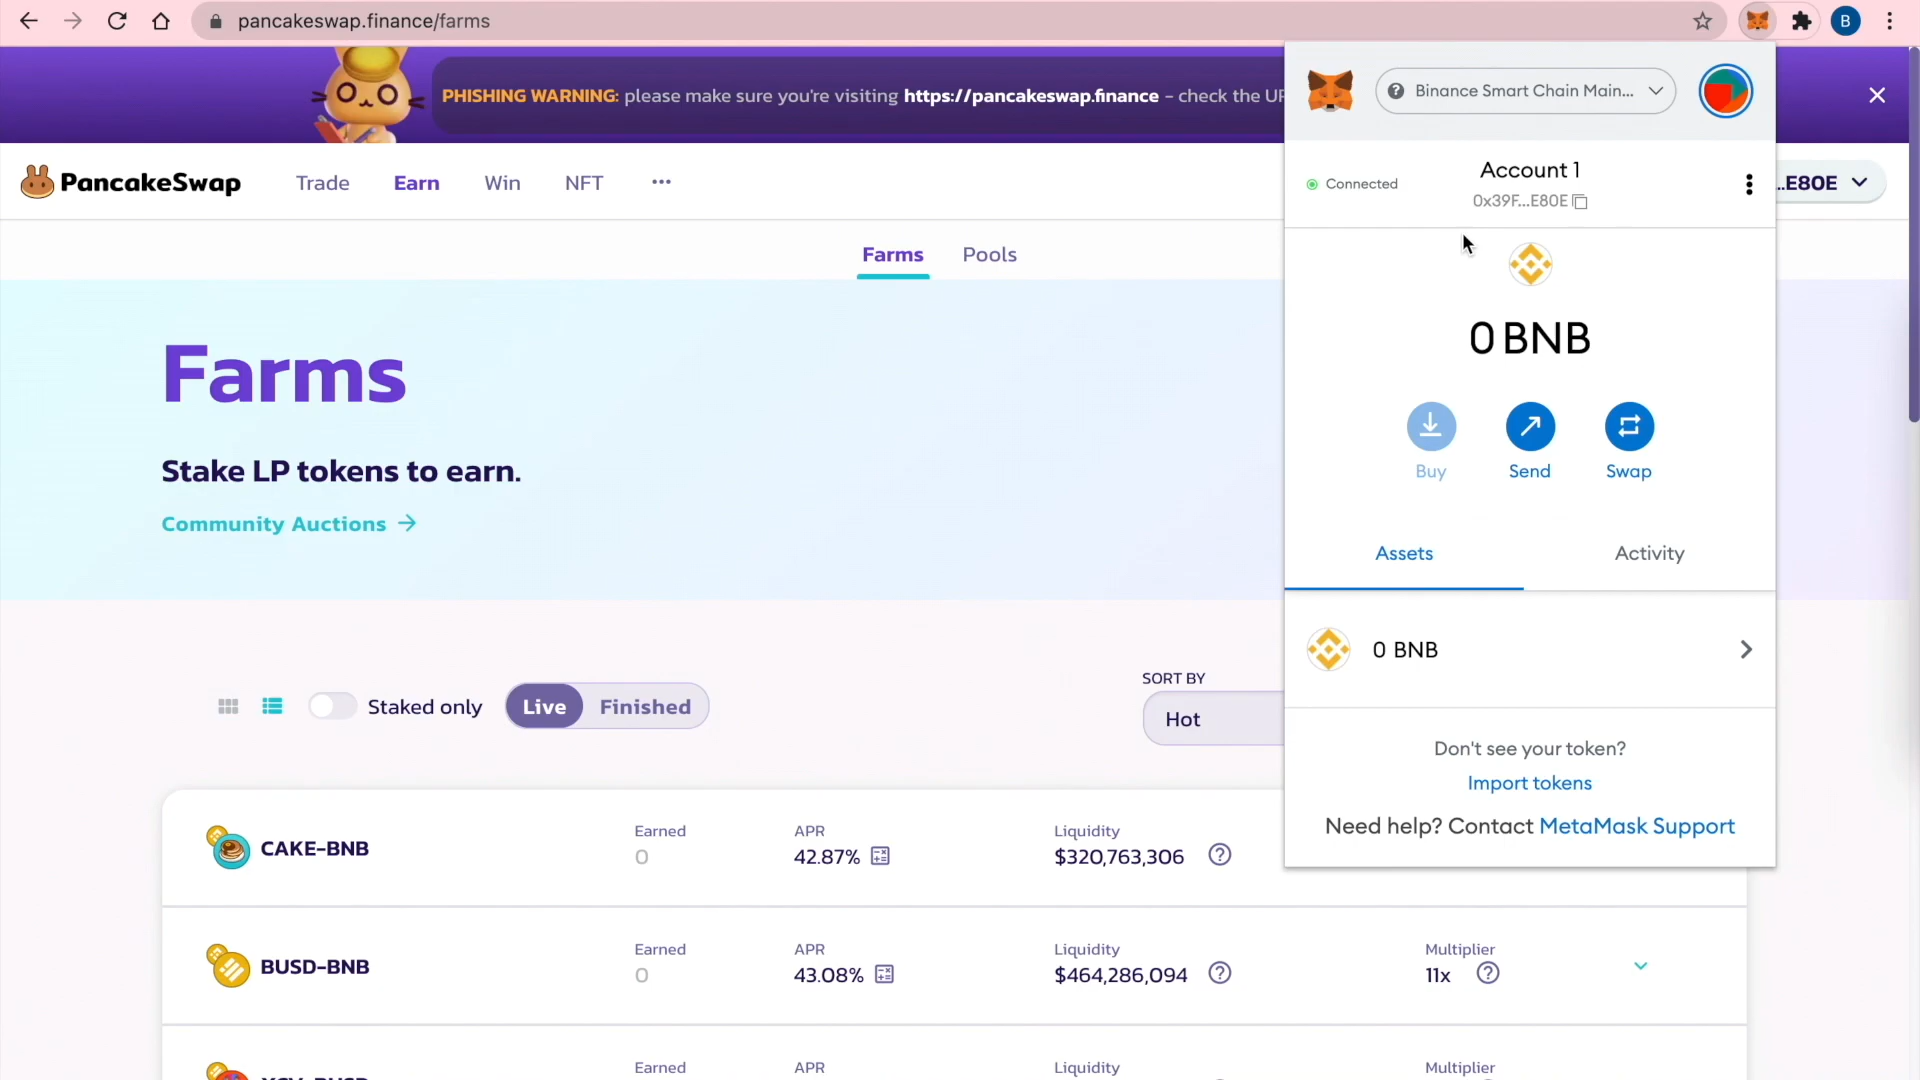 pancakeswap.finance/farms
B
PHISHING WARNING: please make sure you're visiting https://pancakeswap.finance - check the
PancakeSwap
Trade
Earn
Win
NFT
...E80E
Farms
Pools
Farms
Stake LP tokens to earn.
Community Auctions
Staked only
Live
Finished
SORT BY
Hot
CAKE-BNB
Earned
0
APR
42.87%
Liquidity
$320,763,306
BUSD-BNB
Earned
0
APR
43.08%
Liquidity
$464,286,094
Multiplier
11x
Earned
APR
Liquidity
Multiplier
Binance Smart Chain Main...
Connected
Account 1
0x39F...E80E
0 BNB
Buy
Send
Swap
Assets
Activity
0 BNB
Don't see your token?
Import tokens
Need help? Contact MetaMask Support